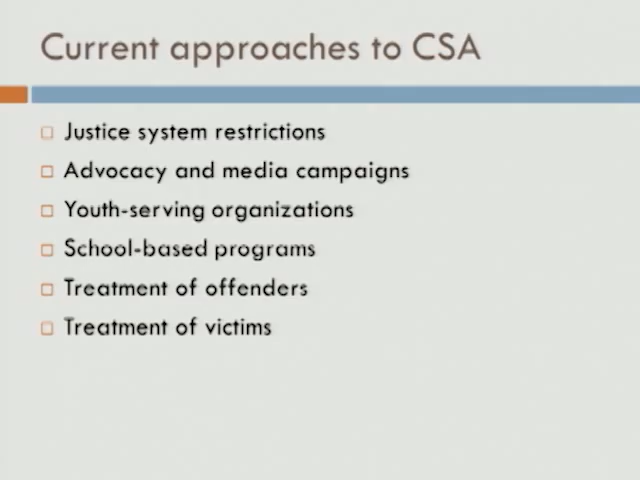 Current approaches to CSA
Justice system restrictions
Advocacy and media campaigns
Youth-serving organizations
School-based programs
Treatment of offenders
Treatment of victims